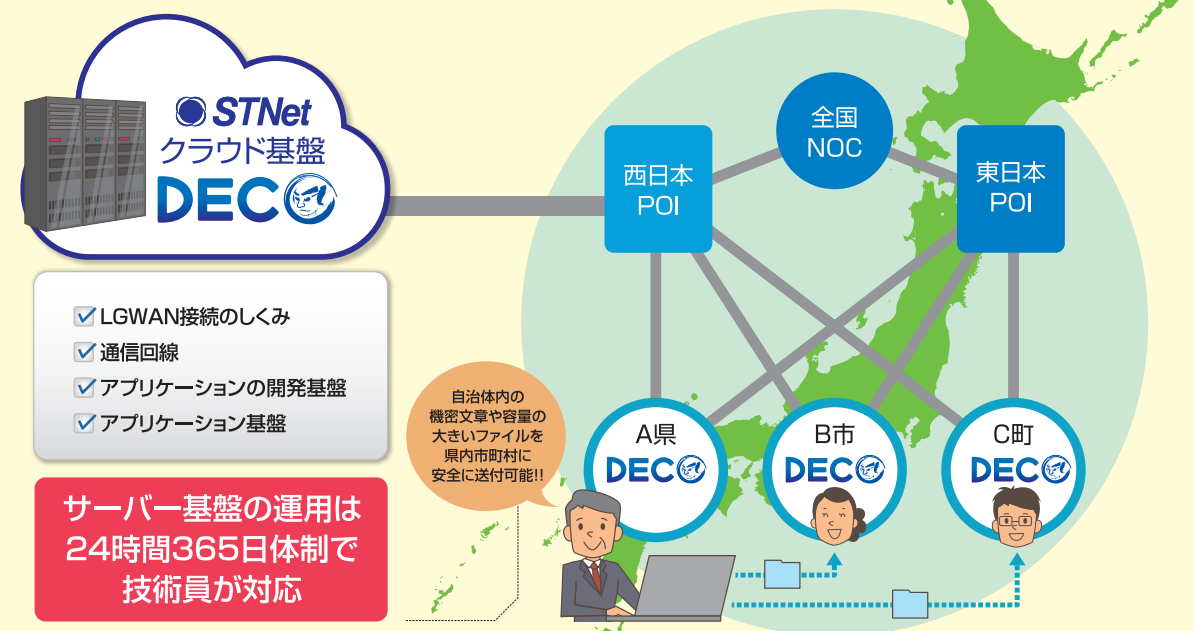 STNet
クラウド基盤
DECO
LGWAN接続のしくみ
通信回線
アプリケーションの開発基盤
アプリケーション基盤
サーバー基盤の運用は
24時間365日体制で
技術員が対応
全国
NOC
西日本
POI
東日本
POI
自治体内の
機密文章や容量の
大きいファイルを
県内市町村に
安全に送付可能!!
A県
DECO
B市
DECO
C町
DECO